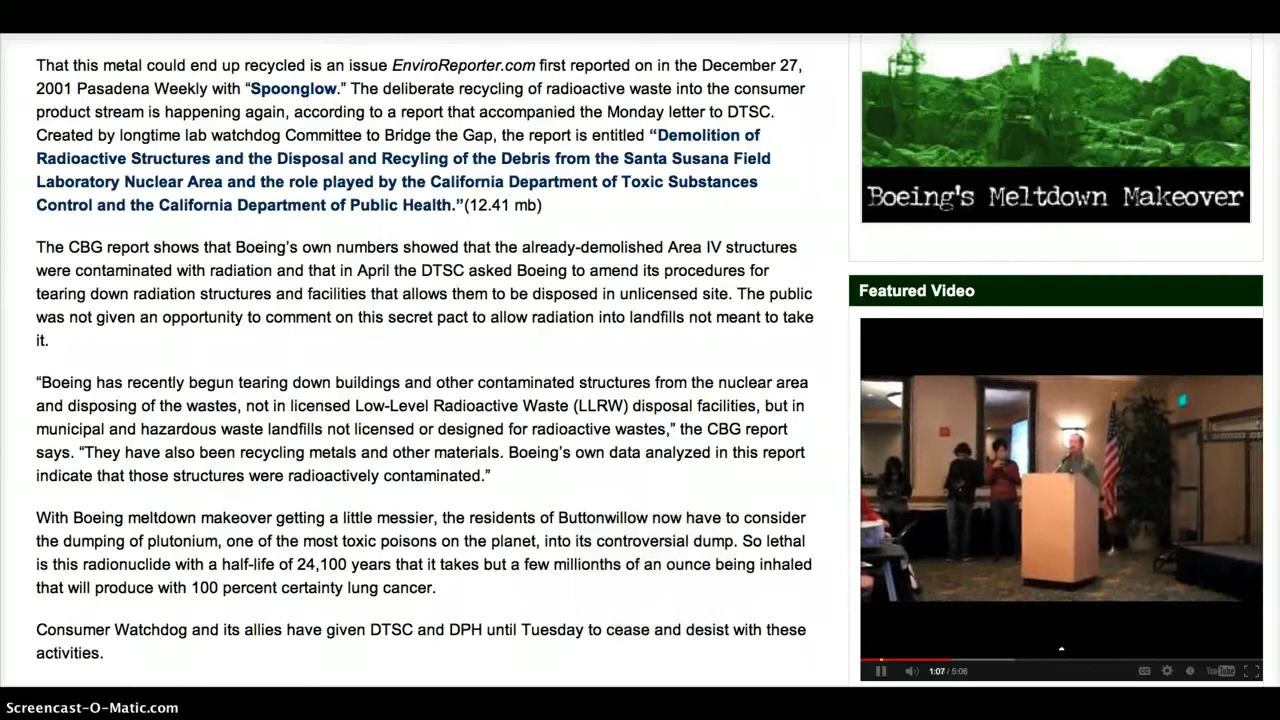 That this metal could end up recycled is an issue EnviroReporter.com first reported on in the December 27,
2001 Pasadena Weekly with “Spoonglow.” The deliberate recycling of radioactive waste into the consumer
product stream is happening again, according to a report that accompanied the Monday letter to DTSC.
Created by longtime lab watchdog Committee to Bridge the Gap, the report is entitled “Demolition of
Radioactive Structures and the Disposal and Recyling of the Debris from the Santa Susana Field
Laboratory Nuclear Area and the role played by the California Department of Toxic Substances
Control and the California Department of Public Health.”(12.41 mb)
The CBG report shows that Boeing’s own numbers showed that the already-demolished Area IV structures
were contaminated with radiation and that in April the DTSC asked Boeing to amend its procedures for
tearing down radiation structures and facilities that allows them to be disposed in unlicensed site. The public
was not given an opportunity to comment on this secret pact to allow radiation into landfills not meant to take
it.
“Boeing has recently begun tearing down buildings and other contaminated structures from the nuclear area
and disposing of the wastes, not in licensed Low-Level Radioactive Waste (LLRW) disposal facilities, but in
municipal and hazardous waste landfills not licensed or designed for radioactive wastes,” the CBG report
says. “They have also been recycling metals and other materials. Boeing’s own data analyzed in this report
indicate that those structures were radioactively contaminated.”
With Boeing meltdown makeover getting a little messier, the residents of Buttonwillow now have to consider
the dumping of plutonium, one of the most toxic poisons on the planet, into its controversial dump. So lethal
is this radionuclide with a half-life of 24,100 years that it takes but a few millionths of an ounce being inhaled
that will produce with 100 percent certainty lung cancer.
Consumer Watchdog and its allies have given DTSC and DPH until Tuesday to cease and desist with these
activities.
Boeing's Meltdown Makeover
Featured Video
1:07 / 5:06
YouTube
Screencast-O-Matic.com